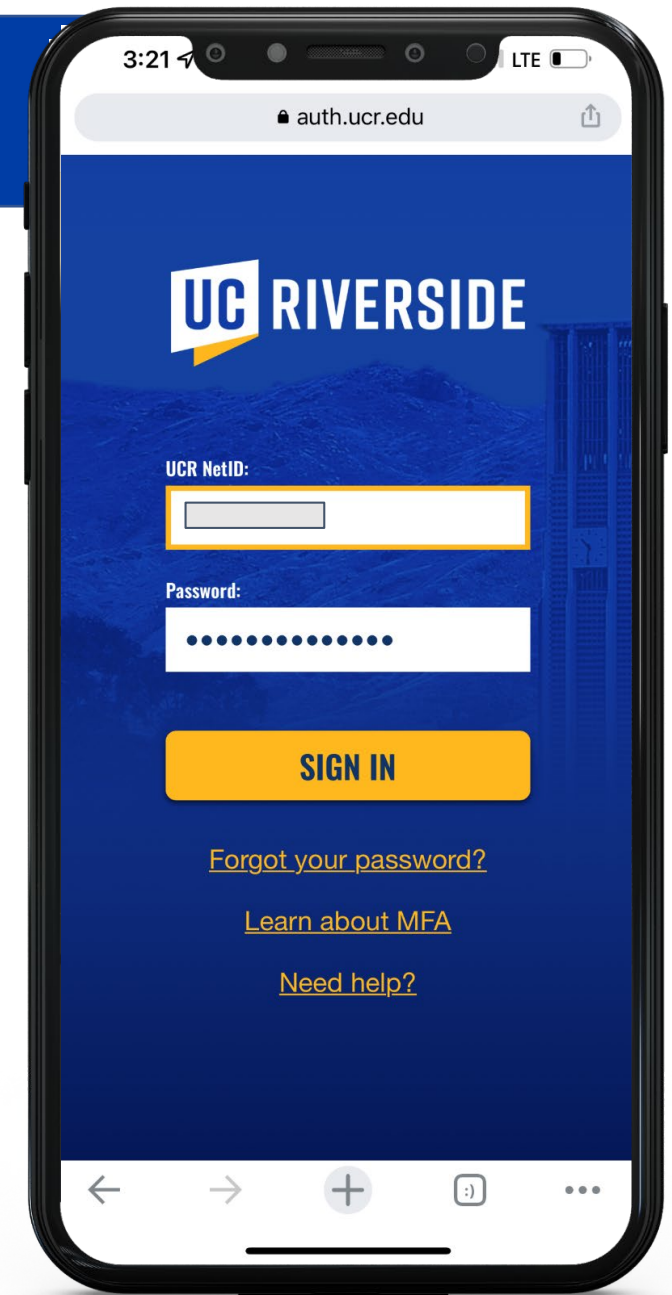 3:21
LTE
auth.ucr.edu
UC RIVERSIDE
UCR NetID:
Password:
••••••••••••••
SIGN IN
Forgot your password?
Learn about MFA
Need help?
:)